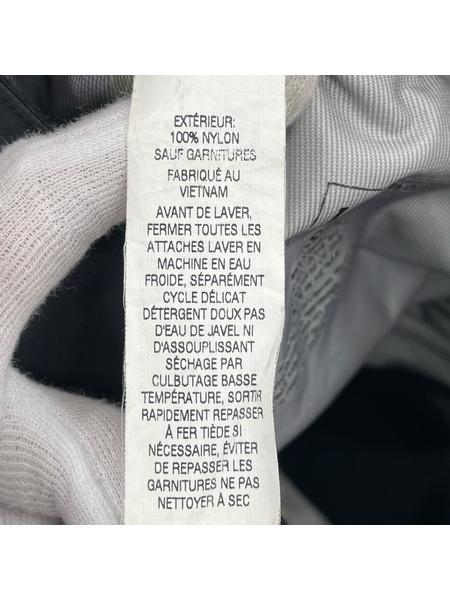 EXTÉRIEUR:
100% NYLON
SAUF GARNITURES
FABRIQUÉ AU
VIETNAM
AVANT DE LAVER,
FERMER TOUTES LES
ATTACHES LAVER EN
MACHINE EN EAU
FROIDE, SÉPARÉMENT
CYCLE DÉLICAT
DÉTERGENT DOUX PAS
D'EAU DE JAVEL NI
D'ASSOUPLISSANT
SÉCHAGE PAR
CULBUTAGE BASSE
TEMPÉRATURE, SORTIR
RAPIDEMENT REPASSER
À FER TIÈDE SI
NÉCESSAIRE, ÉVITER
DE REPASSER LES
GARNITURES NE PAS
NETTOYER À SEC